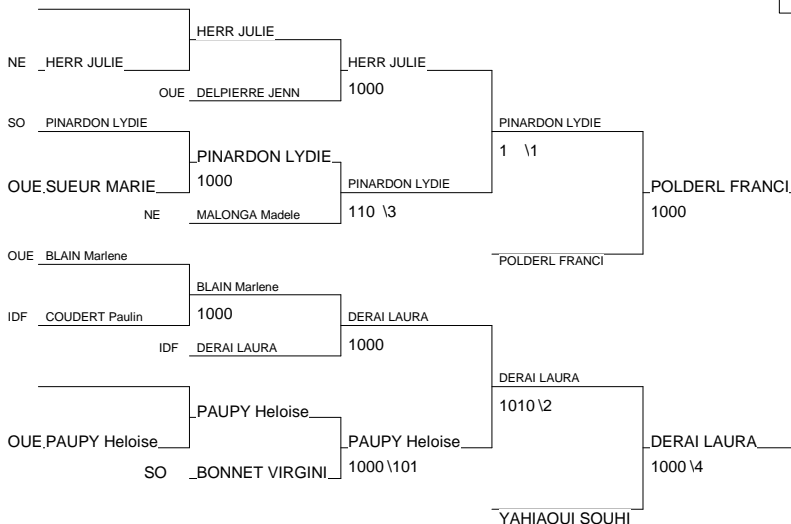 HERR JULIE
NE HERR JULIE HERR JULIE
OUE DELPIERRE JENN 1000
SO PINARDON LYDIE PINARDON LYDIE
1 \1
PINARDON LYDIE
OUE SUEUR MARIE 1000 PINARDON LYDIE POLDERL FRANCI
NE MALONGA Madele 110 \3 1000
OUE BLAIN Marlene POLDERL FRANCI
BLAIN Marlene
IDF COUDERT Paulin 1000 DERAI LAURA
IDF DERAI LAURA 1000
DERAI LAURA
PAUPY Heloise 1010 \2
OUE PAUPY Heloise PAUPY Heloise DERAI LAURA
SO BONNET VIRGINI 1000 \101 1000 \4
YAHIAOUI SOUHI